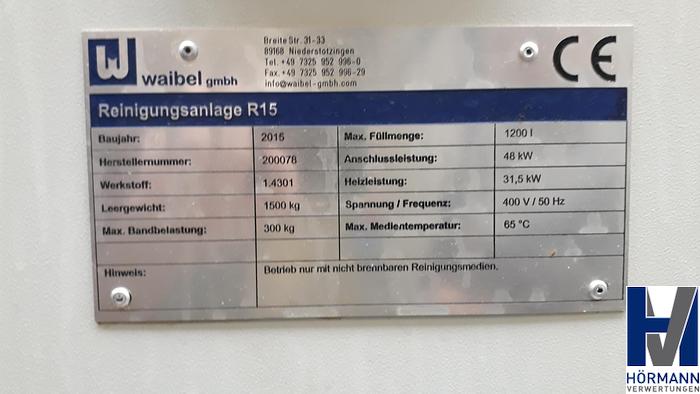 waibel gmbh
Breite Str. 31-33
89168 Niederstotzingen
Tel. +49 7325 952 996-0
Fax. +49 7325 952 996-29
info@waibel-gmbh.com
CE
Reinigungsanlage R15
Baujahr: 2015 Max. Füllmenge: 1200 l
Herstellernummer: 200078 Anschlussleistung: 48 kW
Werkstoff: 1.4301 Heizleistung: 31,5 kW
Leergewicht: 1500 kg Spannung / Frequenz: 400 V / 50 Hz
Max. Bandbelastung: 300 kg Max. Medientemperatur: 65 °C
Hinweis: Betrieb nur mit nicht brennbaren Reinigungsmedien.
HÖRMANN
VERWERTUNGEN